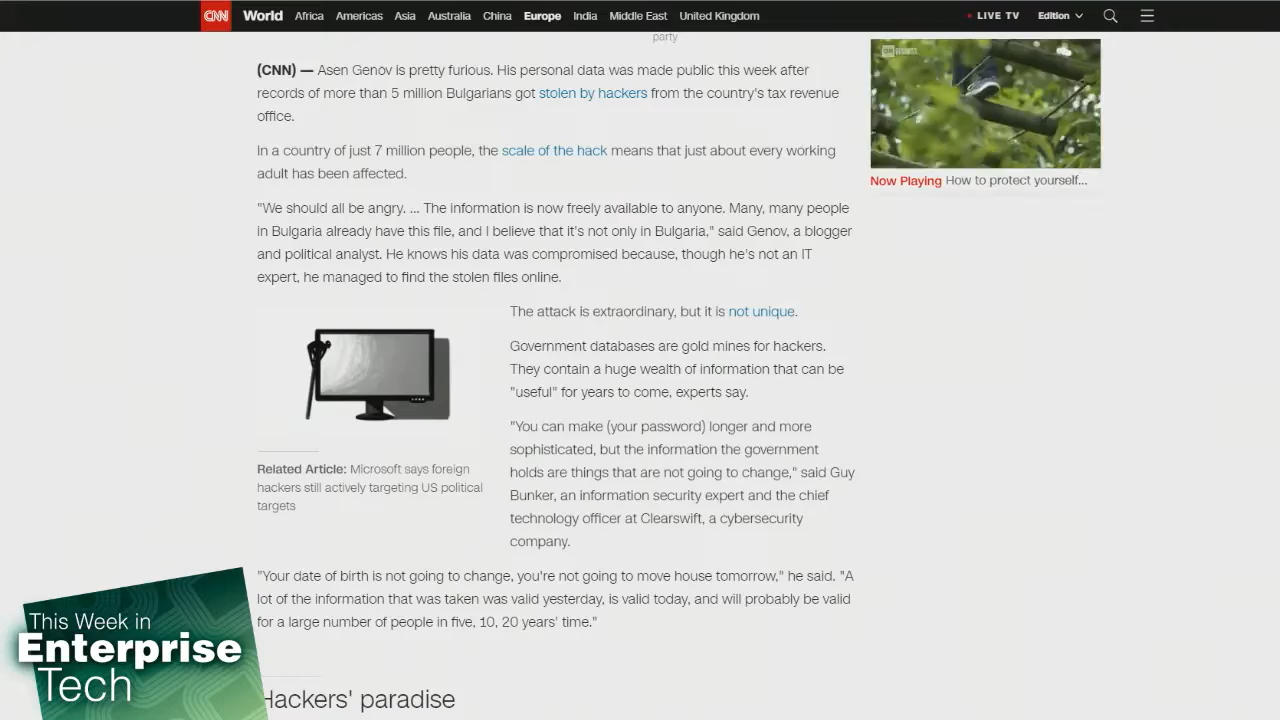 CNN World Africa Americas Asia Australia China Europe India Middle East United Kingdom LIVE TV Edition
party
(CNN) — Asen Genov is pretty furious. His personal data was made public this week after
records of more than 5 million Bulgarians got stolen by hackers from the country's tax revenue
office.
In a country of just 7 million people, the scale of the hack means that just about every working
adult has been affected.
"We should all be angry. ... The information is now freely available to anyone. Many, many people
in Bulgaria already have this file, and I believe that it's not only in Bulgaria," said Genov, a blogger
and political analyst. He knows his data was compromised because, though he's not an IT
expert, he managed to find the stolen files online.
The attack is extraordinary, but it is not unique.
Government databases are gold mines for hackers.
They contain a huge wealth of information that can be
"useful" for years to come, experts say.
"You can make (your password) longer and more
sophisticated, but the information the government
holds are things that are not going to change," said Guy
Bunker, an information security expert and the chief
technology officer at Clearswift, a cybersecurity
company.
Related Article: Microsoft says foreign
hackers still actively targeting US political
targets
"Your date of birth is not going to change, you're not going to move house tomorrow," he said. "A
lot of the information that was taken was valid yesterday, is valid today, and will probably be valid
for a large number of people in five, 10, 20 years' time."
Hackers' paradise
Now Playing How to protect yourself...
This Week in
Enterprise
Tech